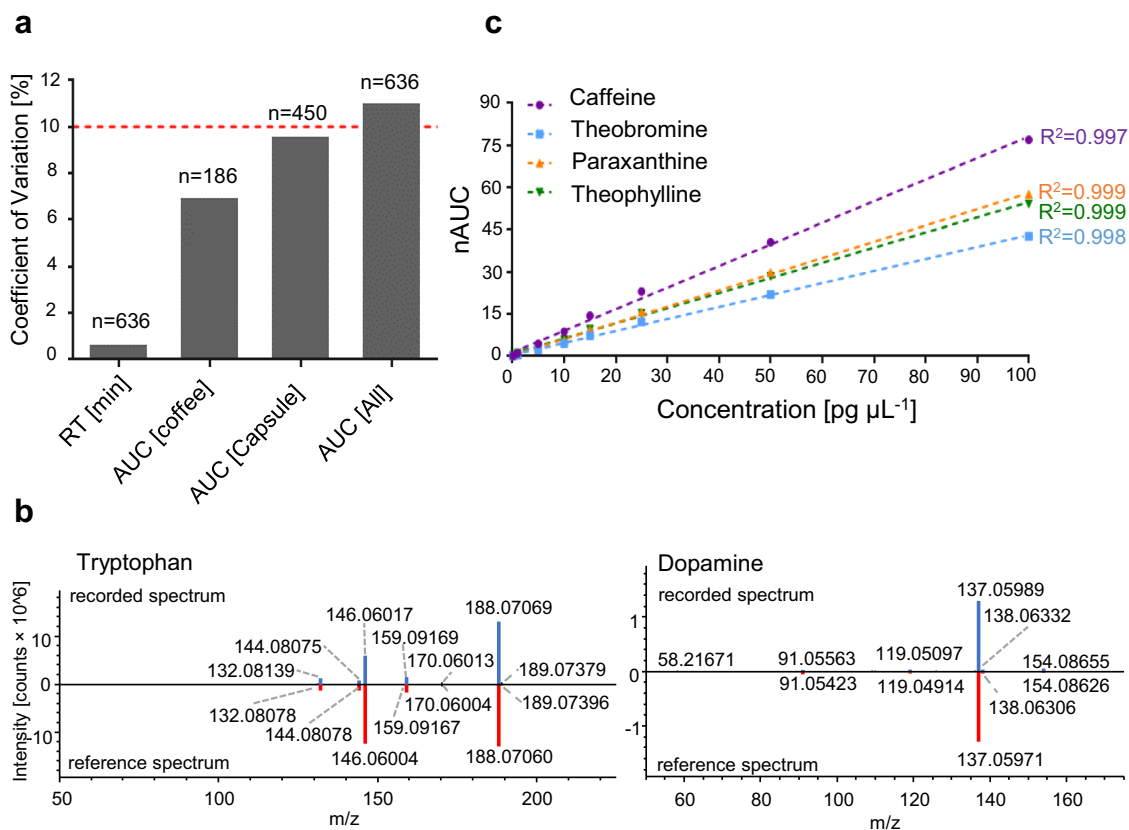 a
Coefficient of Variation [%]
12
10
8
6
4
2
0
n=636
n=186
n=450
n=636
RT [min]
AUC [coffee]
AUC [Capsule]
AUC [All]
c
nAUC
90
75
60
45
30
15
0
Caffeine
Theobromine
Paraxanthine
Theophylline
R²=0.997
R²=0.999
R²=0.999
R²=0.998
0 10 20 30 40 50 60 70 80 90 100
Concentration [pg µL⁻¹]
b
Tryptophan
recorded spectrum
Intensity [counts × 10^6]
10
0
-10
188.07069
146.06017
144.08075
159.09169
132.08139
170.06013
189.07379
132.08078
144.08078
159.09167
170.06004
189.07396
146.06004
188.07060
reference spectrum
50 100 150 200
m/z
Dopamine
recorded spectrum
1
0
-1
137.05989
138.06332
58.21671
91.05563
119.05097
154.08655
91.05423
119.04914
154.08626
138.06306
137.05971
reference spectrum
60 80 100 120 140 160
m/z